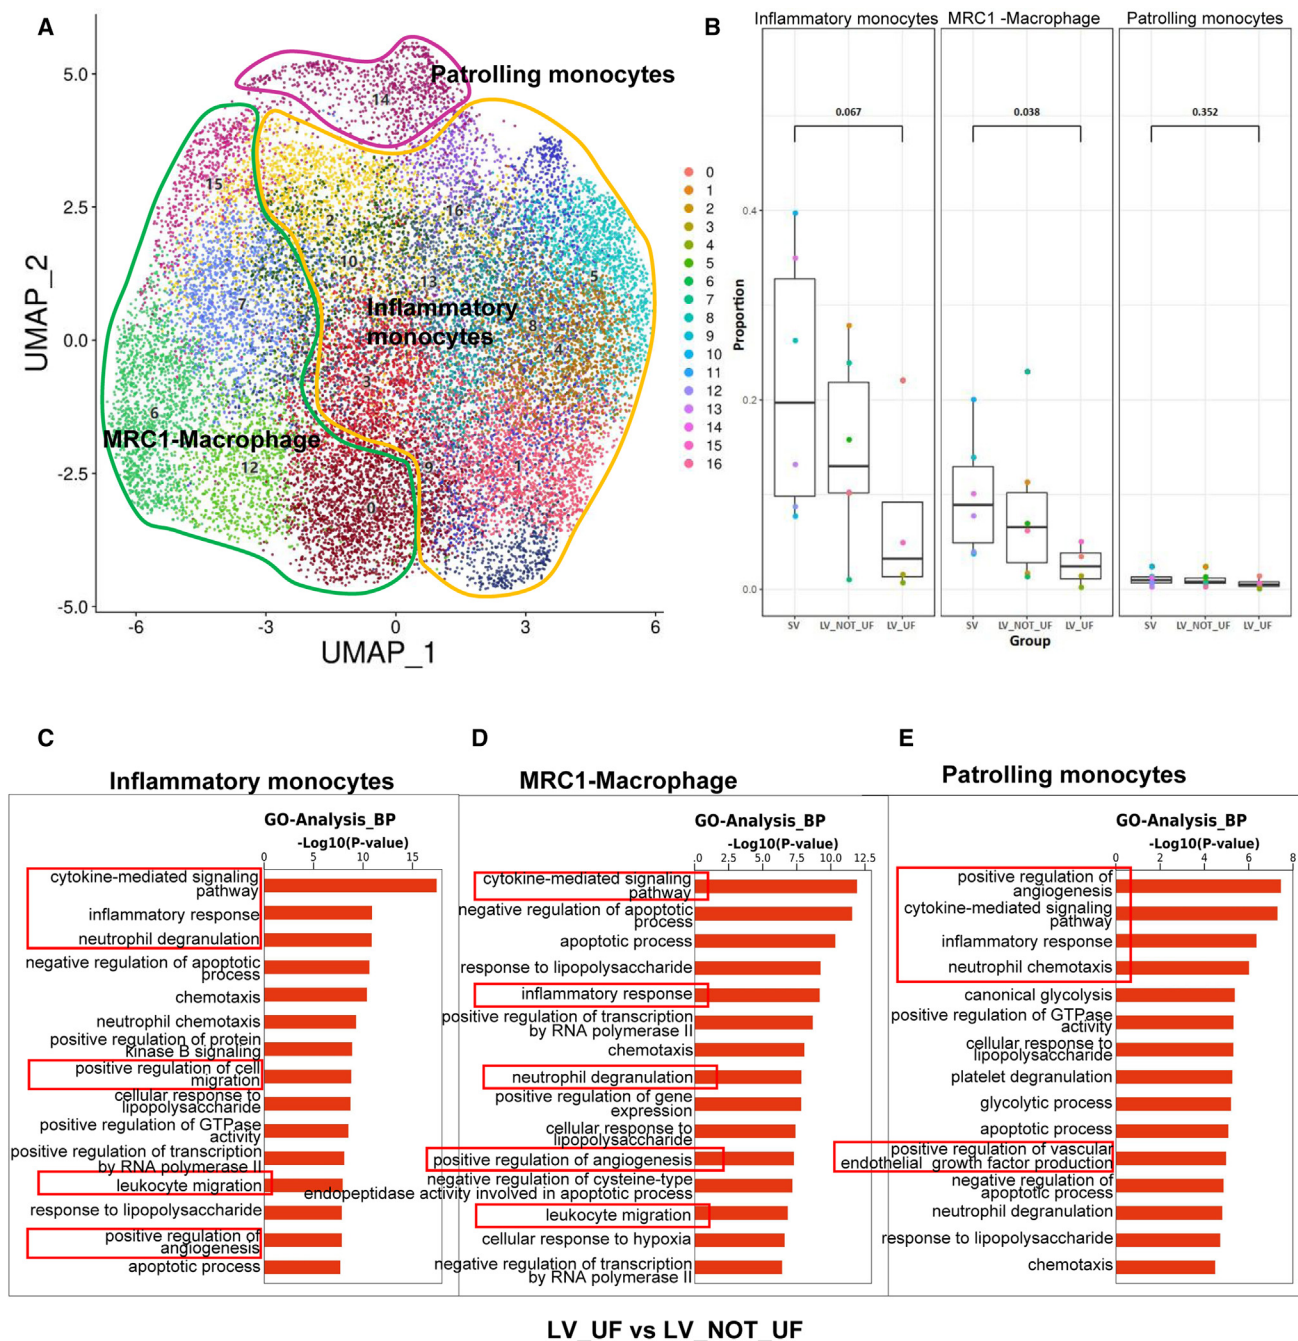 A
5.0
2.5
0.0
-2.5
-5.0
UMAP_2
-6
-3
0
3
6
UMAP_1
Patrolling monocytes
Inflammatory
monocytes
MRC1-Macrophage
14
15
2
16
10
13
7
5
8
4
3
6
12
9
1
0
0
1
2
3
4
5
6
7
8
9
10
11
12
13
14
15
16
B
Inflammatory monocytes
MRC1 -Macrophage
Patrolling monocytes
0.067
0.038
0.352
Proportion
0.4
0.2
0.0
SV
LV_NOT_UF
LV_UF
SV
LV_NOT_UF
LV_UF
SV
LV_NOT_UF
LV_UF
Group
C
Inflammatory monocytes
GO-Analysis_BP
-Log10(P-value)
0 5 10 15
cytokine-mediated signaling
pathway
inflammatory response
neutrophil degranulation
negative regulation of apoptotic
process
chemotaxis
neutrophil chemotaxis
positive regulation of protein
kinase B signaling
positive regulation of cell
migration
cellular response to
lipopolysaccharide
positive regulation of GTPase
activity
positive regulation of transcription
by RNA polymerase II
leukocyte migration
response to lipopolysaccharide
positive regulation of
angiogenesis
apoptotic process
D
MRC1-Macrophage
GO-Analysis_BP
-Log10(P-value)
.0 2.5 5.0 7.5 10.0 12.5
cytokine-mediated signaling
pathway
negative regulation of apoptotic
process
apoptotic process
response to lipopolysaccharide
inflammatory response
positive regulation of transcription
by RNA polymerase II
chemotaxis
neutrophil degranulation
positive regulation of gene
expression
cellular response to
lipopolysaccharide
positive regulation of angiogenesis
negative regulation of cysteine-type
endopeptidase activity involved in apoptotic process
leukocyte migration
cellular response to hypoxia
negative regulation of transcription
by RNA polymerase II
E
Patrolling monocytes
GO-Analysis_BP
-Log10(P-value)
0 2 4 6 8
positive regulation of
angiogenesis
cytokine-mediated signaling
pathway
inflammatory response
neutrophil chemotaxis
canonical glycolysis
positive regulation of GTPase
activity
cellular response to
lipopolysaccharide
platelet degranulation
glycolytic process
apoptotic process
positive regulation of vascular
endothelial growth factor production
negative regulation of
apoptotic process
neutrophil degranulation
response to lipopolysaccharide
chemotaxis
LV_UF vs LV_NOT_UF